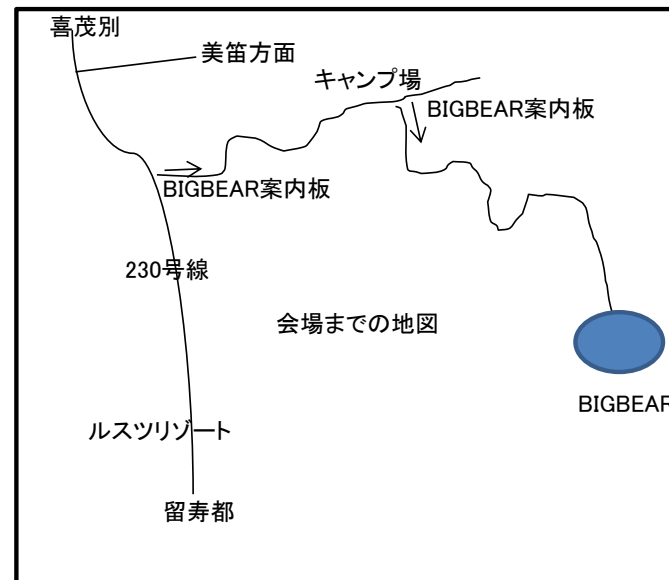 喜茂別
美笛方面
キャンプ場
BIGBEAR案内板
BIGBEAR案内板
230号線
会場までの地図
BIGBEAR
ルスツリゾート
留寿都